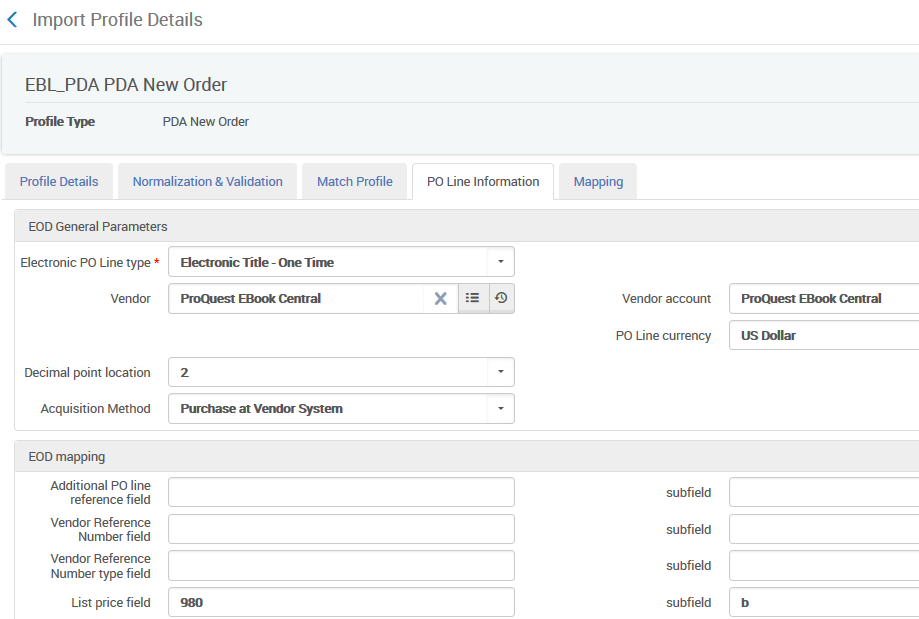 Import Profile Details
EBL_PDA PDA New Order
Profile Type PDA New Order
Profile Details Normalization & Validation Match Profile PO Line Information Mapping
EOD General Parameters
Electronic PO Line type * Electronic Title - One Time
Vendor ProQuest EBook Central Vendor account ProQuest EBook Central
PO Line currency US Dollar
Decimal point location 2
Acquisition Method Purchase at Vendor System
EOD mapping
Additional PO line
reference field subfield
Vendor Reference
Number field subfield
Vendor Reference
Number type field subfield
List price field 980 subfield b